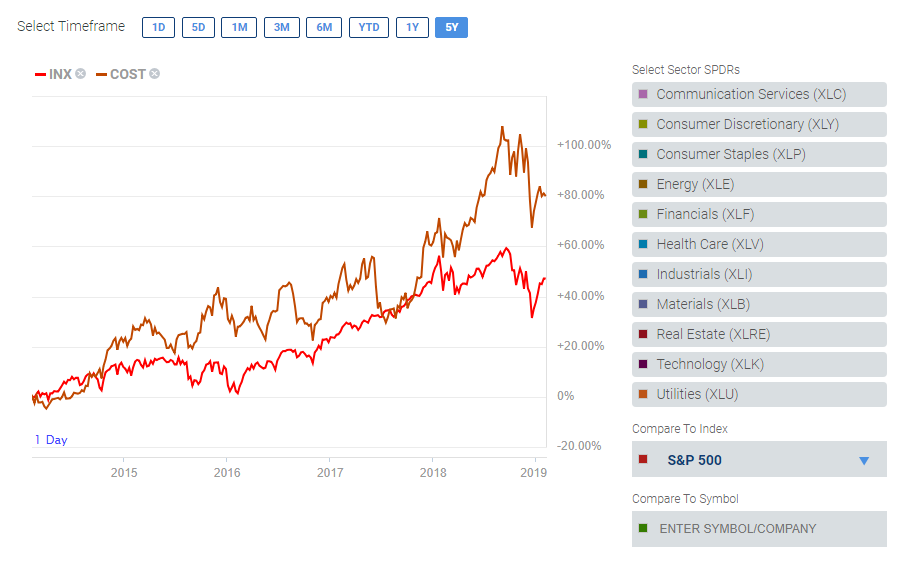 Select Timeframe 1D 5D 1M 3M 6M YTD 1Y 5Y
INX COST
+100.00%
+80.00%
+60.00%
+40.00%
+20.00%
0%
-20.00%
1 Day
2015 2016 2017 2018 2019
Select Sector SPDRs
Communication Services (XLC)
Consumer Discretionary (XLY)
Consumer Staples (XLP)
Energy (XLE)
Financials (XLF)
Health Care (XLV)
Industrials (XLI)
Materials (XLB)
Real Estate (XLRE)
Technology (XLK)
Utilities (XLU)
Compare To Index
S&P 500
Compare To Symbol
ENTER SYMBOL/COMPANY